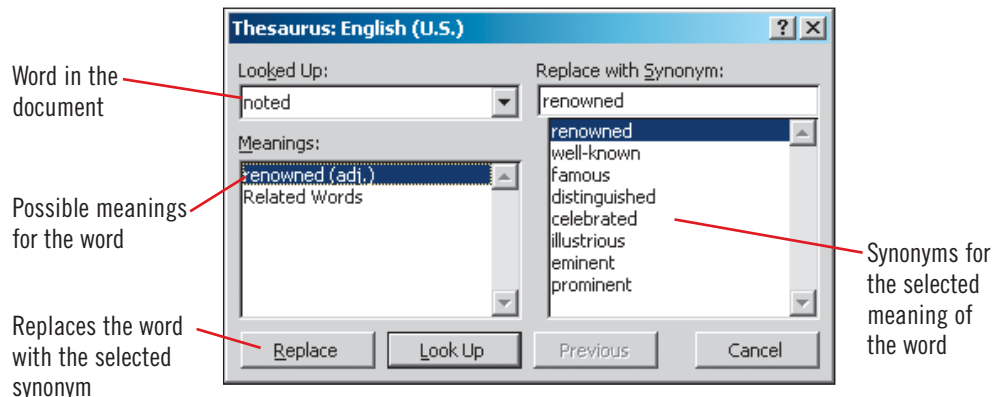 Thesaurus: English (U.S.)
Word in the
document
Looked Up:
noted
Replace with Synonym:
renowned
Meanings:
renowned (adj.)
Related Words
renowned
well-known
famous
distinguished
celebrated
illustrious
eminent
prominent
Possible meanings
for the word
Synonyms for
the selected
meaning of
the word
Replaces the word
with the selected
synonym
Replace
Look Up
Previous
Cancel